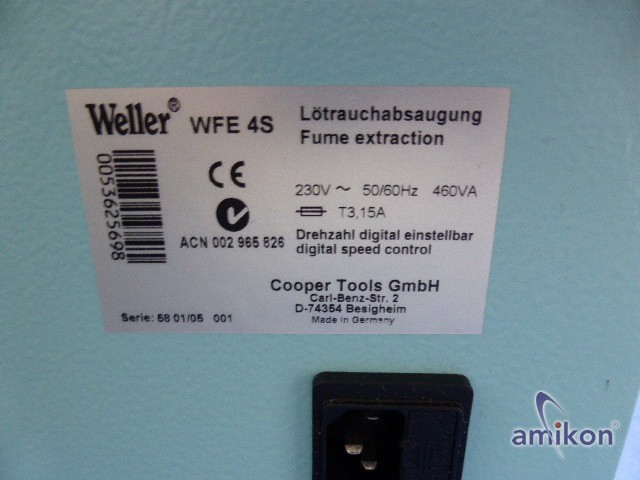 Weller® WFE 4S
Lötrauchabsaugung
Fume extraction
0053625698
CE
230V ~ 50/60Hz 460VA
T3,15A
ACN 002 965 826
Drehzahl digital einstellbar
digital speed control
Cooper Tools GmbH
Carl-Benz-Str. 2
D-74354 Besigheim
Made in Germany
Serie: 58 01/05 001
amikon®